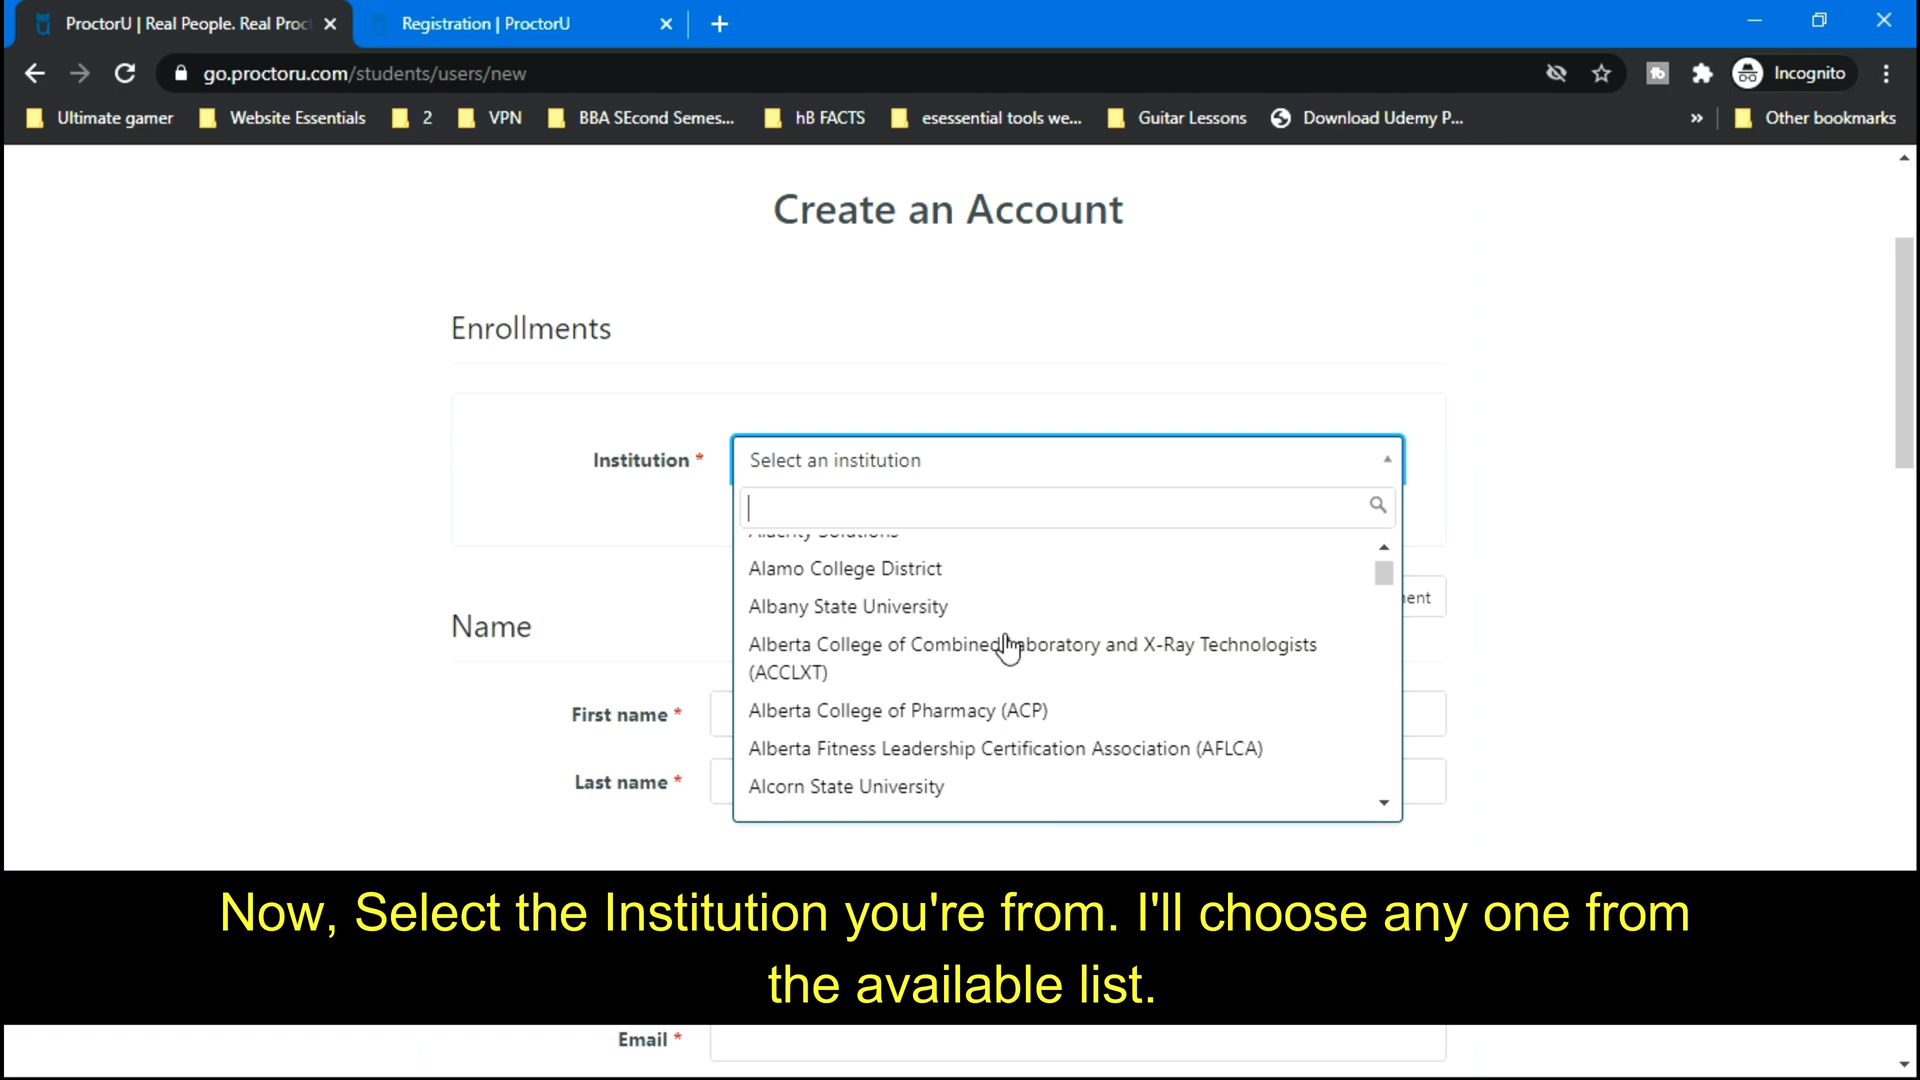 ProctorU | Real People. Real Proc
Registration | ProctorU
go.proctoru.com/students/users/new
Incognito
Ultimate gamer
Website Essentials
2
VPN
BBA SEcond Semes...
hB FACTS
esessential tools we...
Guitar Lessons
Download Udemy P...
»
Other bookmarks
Create an Account
Enrollments
Institution *
Select an institution
Solutions
Alamo College District
Albany State University
Alberta College of Combined Laboratory and X-Ray Technologists
(ACCLXT)
Alberta College of Pharmacy (ACP)
Alberta Fitness Leadership Certification Association (AFLCA)
Alcorn State University
ent
Name
First name *
Last name *
Now, Select the Institution you're from. I'll choose any one from
the available list.
Email *